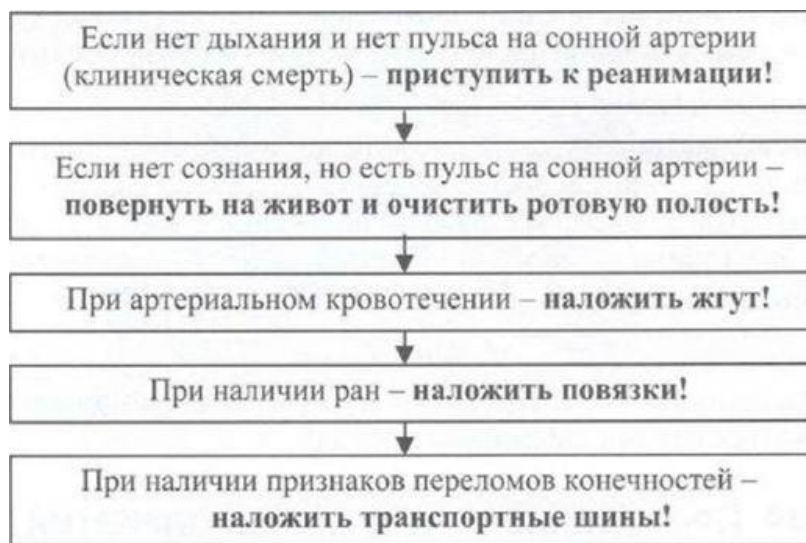 Если нет дыхания и нет пульса на сонной артерии
(клиническая смерть) – приступить к реанимации!
Если нет сознания, но есть пульс на сонной артерии –
повернуть на живот и очистить ротовую полость!
При артериальном кровотечении – наложить жгут!
При наличии ран – наложить повязки!
При наличии признаков переломов конечностей –
наложить транспортные шины!